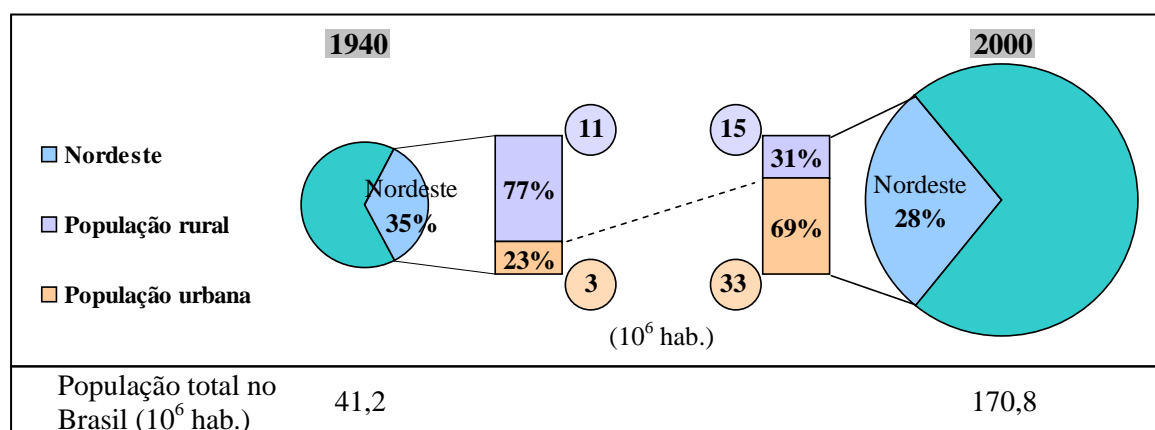 1940
2000
11
15
Nordeste
77%
31%
Nordeste
35%
Nordeste
28%
População rural
69%
23%
População urbana
3
33
(10⁶ hab.)
População total no
Brasil (10⁶ hab.)
41,2
170,8